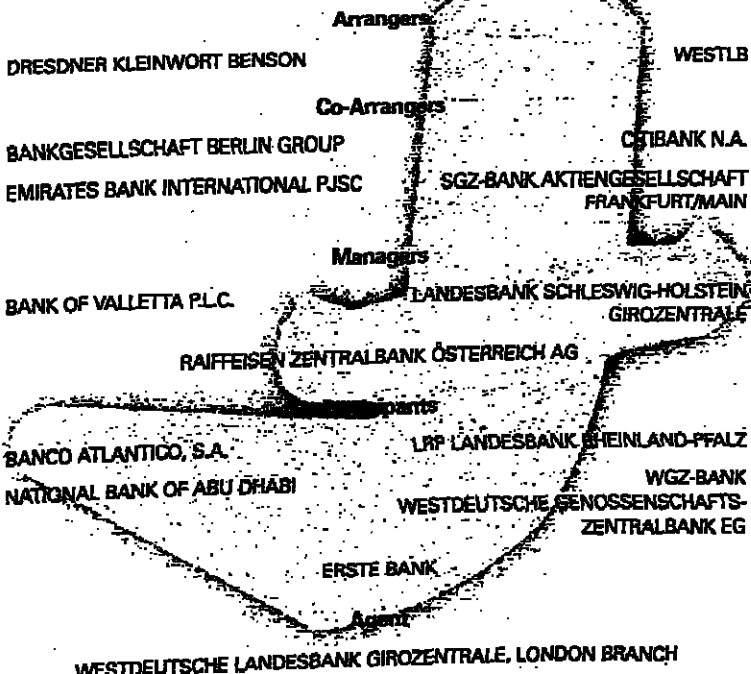 Arrangers
DRESDNER KLEINWORT BENSON
WESTLB
Co-Arrangers
BANKGESELLSCHAFT BERLIN GROUP
CITIBANK N.A.
EMIRATES BANK INTERNATIONAL PJSC
SGZ-BANK AKTIENGESELLSCHAFT
FRANKFURT/MAIN
Managers
BANK OF VALLETTA P.L.C.
LANDESBANK SCHLESWIG-HOLSTEIN
GIROZENTRALE
RAIFFEISEN ZENTRALBANK ÖSTERREICH AG
BANCO ATLANTICO, S.A.
LRP LANDESBANK RHEINLAND-PFALZ
NATIONAL BANK OF ABU DHABI
WGZ-BANK
WESTDEUTSCHE GENOSSENSCHAFTS-
ZENTRALBANK EG
ERSTE BANK
Agent
WESTDEUTSCHE LANDESBANK GIROZENTRALE, LONDON BRANCH